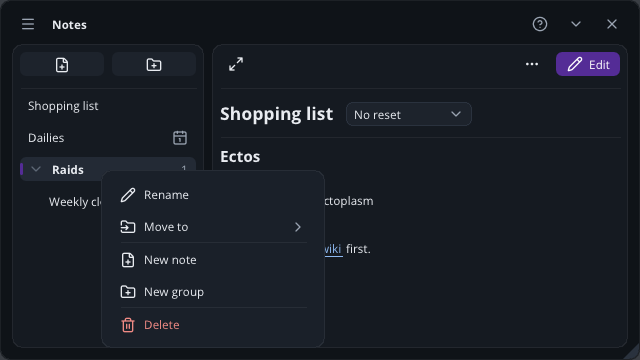 Notes
Edit
Shopping list
Dailies
Raids 1
Weekly
Shopping list
No reset
Ectos
wiki first.
Rename
Move to
New note
New group
Delete